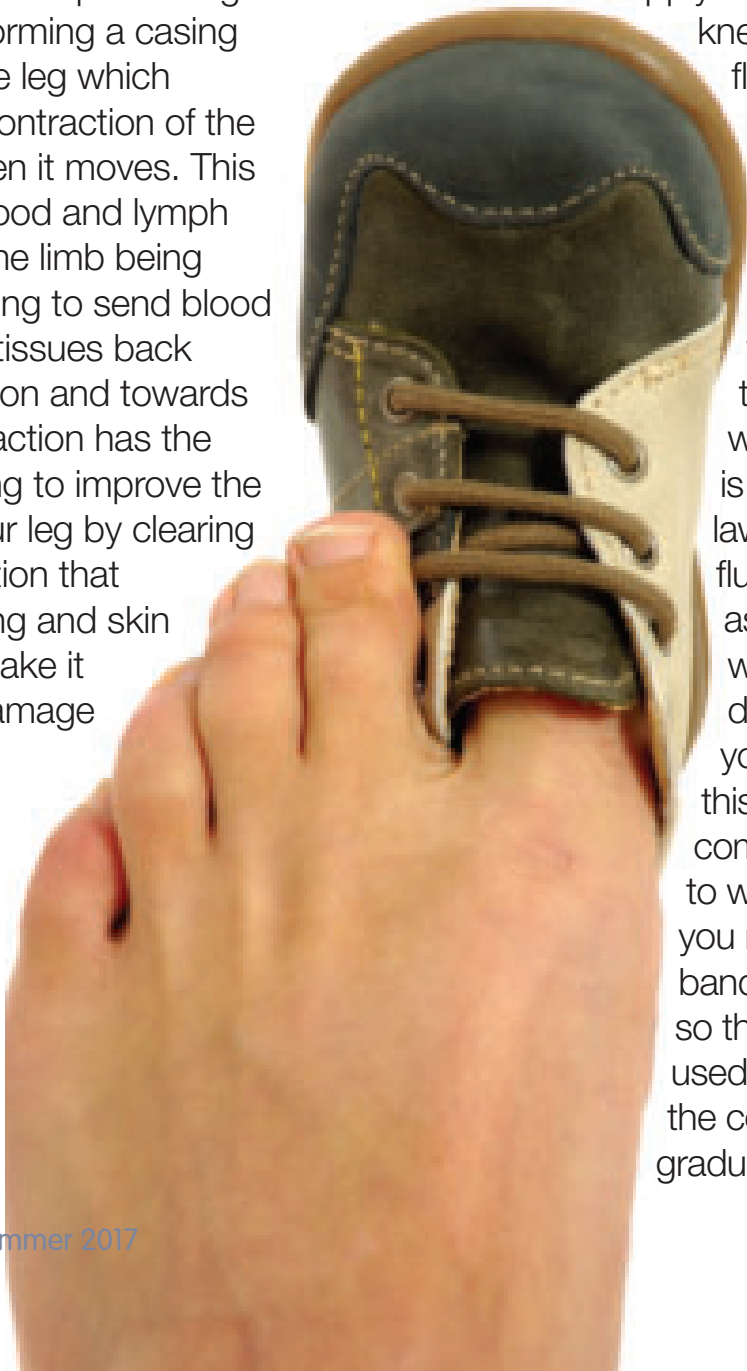 orming a casing
e leg which
ontraction of the
en it moves. This
ood and lymph
he limb being
ng to send blood
tissues back
on and towards
action has the
ng to improve the
ur leg by clearing
tion that
ng and skin
ake it
amage
kne
fl
t
w
is
law
flu
as
w
d
yo
this
com
to w
you
band
so th
used
the co
gradu
mmer 2017